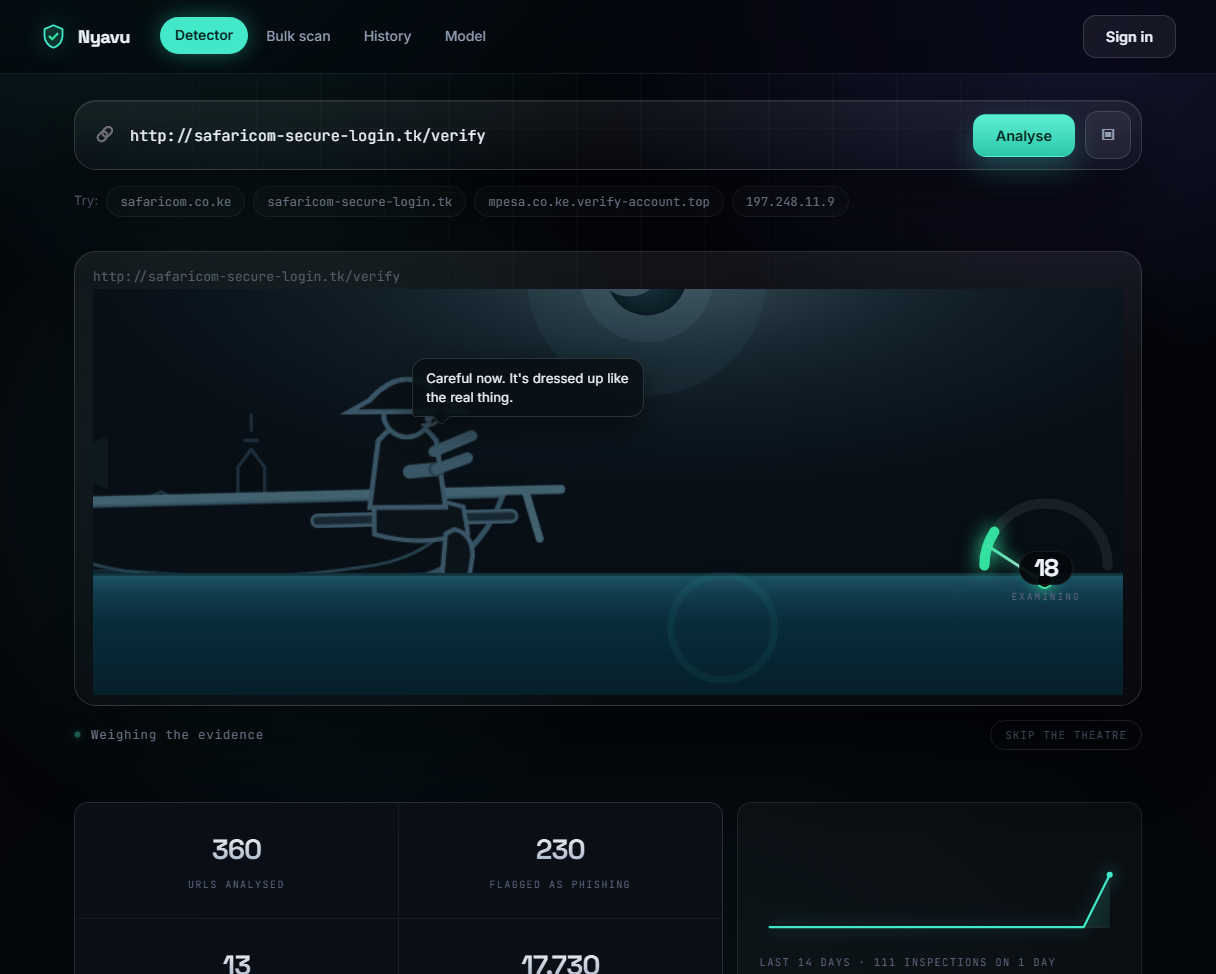 Nyavu
Detector
Bulk scan
History
Model
Sign in
http://safaricom-secure-login.tk/verify
Analyse
Try:
safaricom.co.ke
safaricom-secure-login.tk
mpesa.co.ke.verify-account.top
197.248.11.9
http://safaricom-secure-login.tk/verify
Careful now. It's dressed up like
the real thing.
18
EXAMINING
Weighing the evidence
SKIP THE THEATRE
360
URLS ANALYSED
230
FLAGGED AS PHISHING
13
17,730
LAST 14 DAYS · 111 INSPECTIONS ON 1 DAY